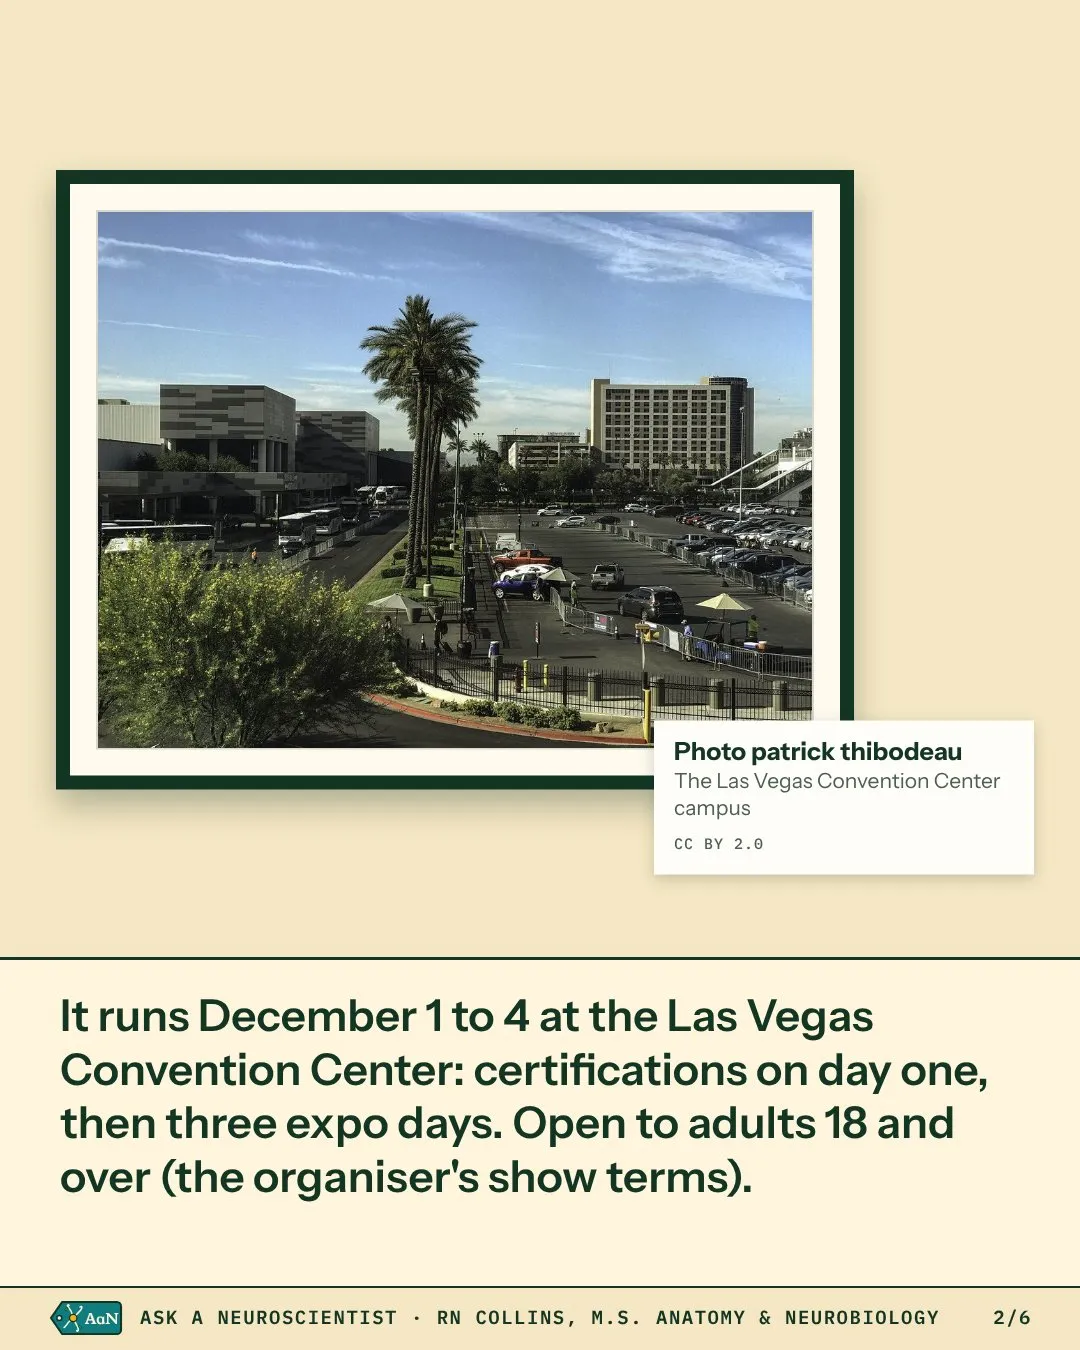 Photo patrick thibodeau
The Las Vegas Convention Center
campus
CC BY 2.0
It runs December 1 to 4 at the Las Vegas
Convention Center: certifications on day one,
then three expo days. Open to adults 18 and
over (the organiser's show terms).
AaN ASK A NEUROSCIENTIST · RN COLLINS, M.S. ANATOMY & NEUROBIOLOGY 2/6